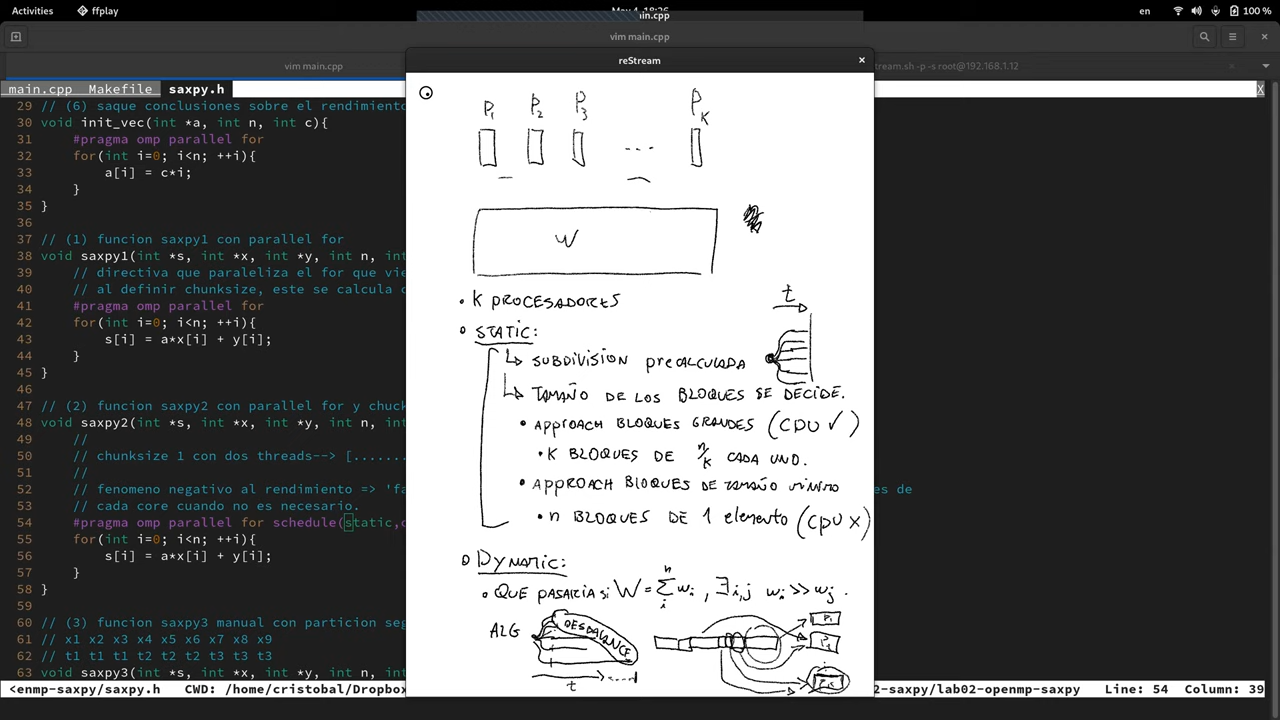 Activities
ffplay
May 4 18:26
en
100 %
main.cpp
vim main.cpp
vim main.cpp
stream.sh -p -s root@192.168.1.12
reStream
main.cpp Makefile saxpy.h
X
29 // (6) saque conclusiones sobre el rendimiento
30 void init_vec(int *a, int n, int c){
31 #pragma omp parallel for
32 for(int i=0; i<n; ++i){
33 a[i] = c*i;
34 }
35 }
36
37 // (1) funcion saxpy1 con parallel for
38 void saxpy1(int *s, int *x, int *y, int n, int
39 // directiva que paraleliza el for que vie
40 // al definir chunksize, este se calcula c
41 #pragma omp parallel for
42 for(int i=0; i<n; ++i){
43 s[i] = a*x[i] + y[i];
44 }
45 }
46
47 // (2) funcion saxpy2 con parallel for y chuck
48 void saxpy2(int *s, int *x, int *y, int n, int
49 //
50 // chunksize 1 con dos threads--> [.......
51 //
52 // fenomeno negativo al rendimiento => 'fa
es de
53 // cada core cuando no es necesario.
54 #pragma omp parallel for schedule(static,c
55 for(int i=0; i<n; ++i){
56 s[i] = a*x[i] + y[i];
57 }
58 }
59
60 // (3) funcion saxpy3 manual con particion seg
61 // x1 x2 x3 x4 x5 x6 x7 x8 x9
62 // t1 t1 t1 t2 t2 t2 t3 t3 t3
63 void saxpy3(int *s, int *x, int *y, int n, int
<enmp-saxpy/saxpy.h CWD: /home/cristobal/Dropbox
2-saxpy/lab02-openmp-saxpy Line: 54 Column: 39
P1 P2 P3 ... PK
W
• K PROCESADORES
t
• STATIC:
↳ SUBDIVISION PRECALCULADA
↳ TAMAÑO DE LOS BLOQUES SE DECIDE.
• APPROACH BLOQUES GRANDES (CPU ✓)
• K BLOQUES DE n/K CADA UNO.
• APPROACH BLOQUES DE TAMAÑO MINIMO
• n BLOQUES DE 1 elemento (CPU X)
• DYNAMIC:
• QUE PASARIA SI W = Σ_i^n wi , ∃ i,j wi >> wj .
ALG
DESBALANCE
t
P1